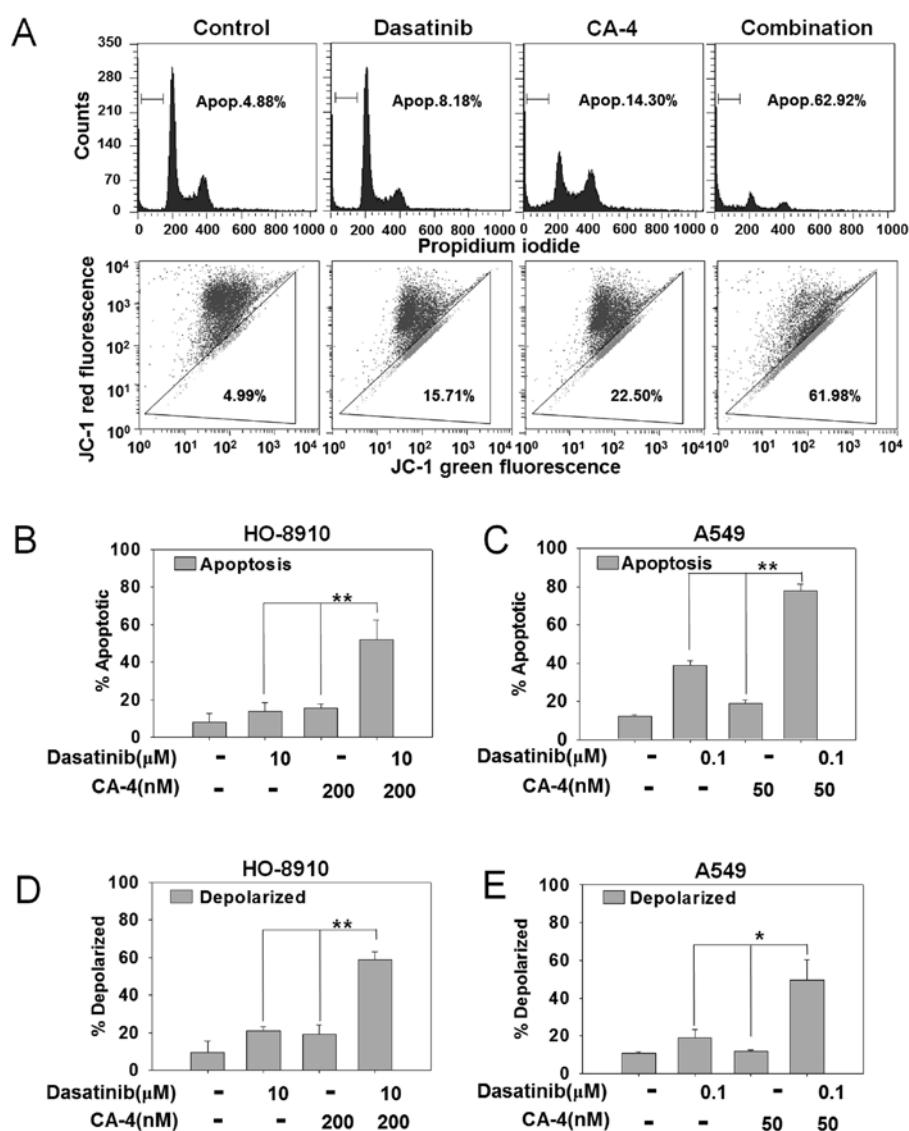 A
Control Dasatinib CA-4 Combination
350
280
210
140
70
0
Counts
Apop.4.88% Apop.8.18% Apop.14.30% Apop.62.92%
0 200 400 600 800 1000 0 200 400 600 800 1000 0 200 400 600 800 1000 0 200 400 600 800 1000
Propidium iodide
10⁴
10³
10²
10¹
10⁰
JC-1 red fluorescence
4.99% 15.71% 22.50% 61.98%
10⁰ 10¹ 10² 10³ 10⁴ 10⁰ 10¹ 10² 10³ 10⁴ 10⁰ 10¹ 10² 10³ 10⁴ 10⁰ 10¹ 10² 10³ 10⁴
JC-1 green fluorescence
B
HO-8910
100
80
60
40
20
0
% Apoptotic
Apoptosis
**
Dasatinib(µM) - 10 - 10
CA-4(nM) - - 200 200
C
A549
100
80
60
40
20
0
% Apoptotic
Apoptosis
**
Dasatinib(µM) - 0.1 - 0.1
CA-4(nM) - - 50 50
D
HO-8910
100
80
60
40
20
0
% Depolarized
Depolarized
**
Dasatinib(µM) - 10 - 10
CA-4(nM) - - 200 200
E
A549
100
80
60
40
20
0
% Depolarized
Depolarized
*
Dasatinib(µM) - 0.1 - 0.1
CA-4(nM) - - 50 50